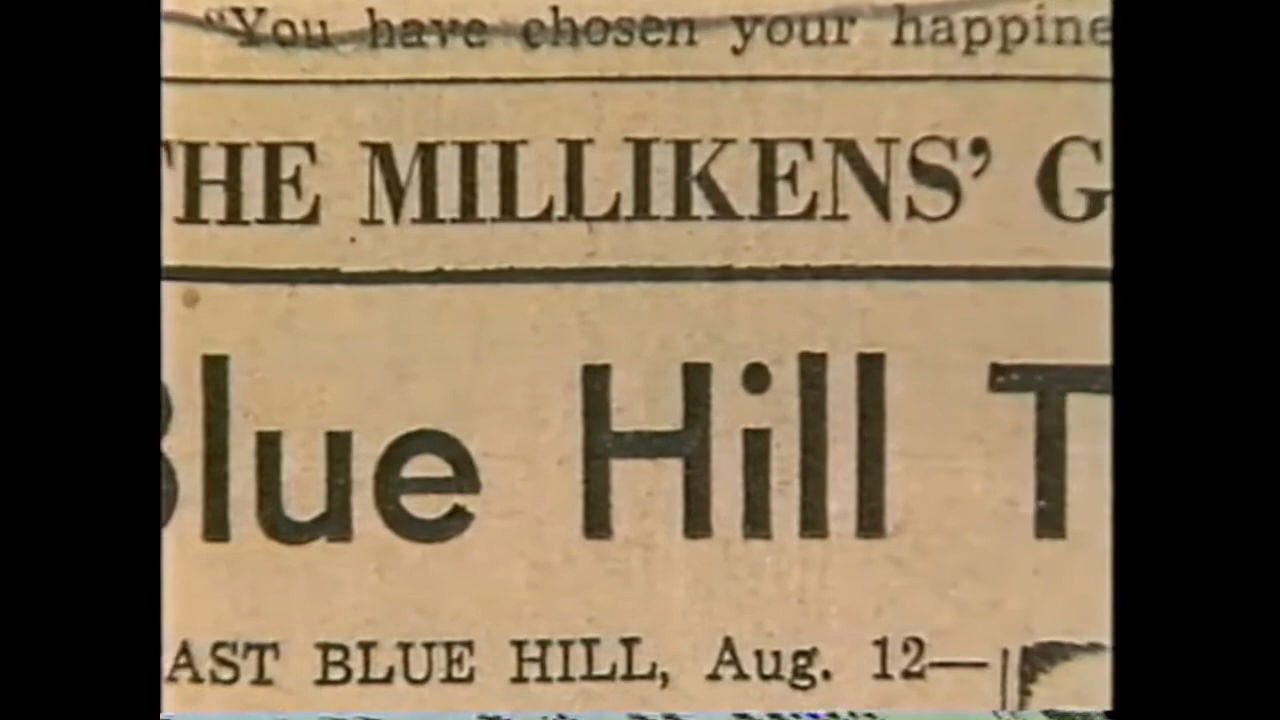 "You have chosen your happine
THE MILLIKENS' G
Blue Hill T
AST BLUE HILL, Aug. 12—